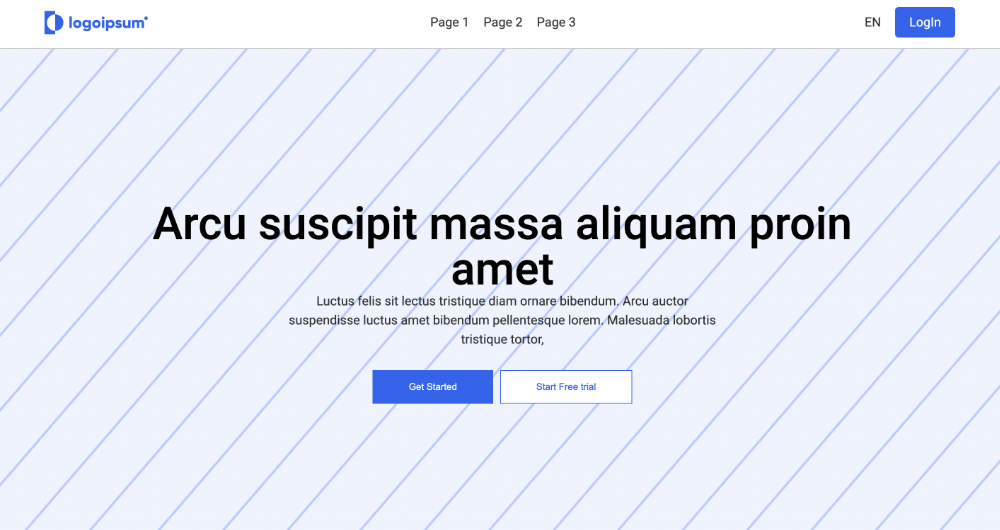 logoipsum
Page 1 Page 2 Page 3
EN
LogIn
Arcu suscipit massa aliquam proin
amet
Luctus felis sit lectus tristique diam ornare bibendum. Arcu auctor
suspendisse luctus amet bibendum pellentesque lorem. Malesuada lobortis
tristique tortor,
Get Started
Start Free trial